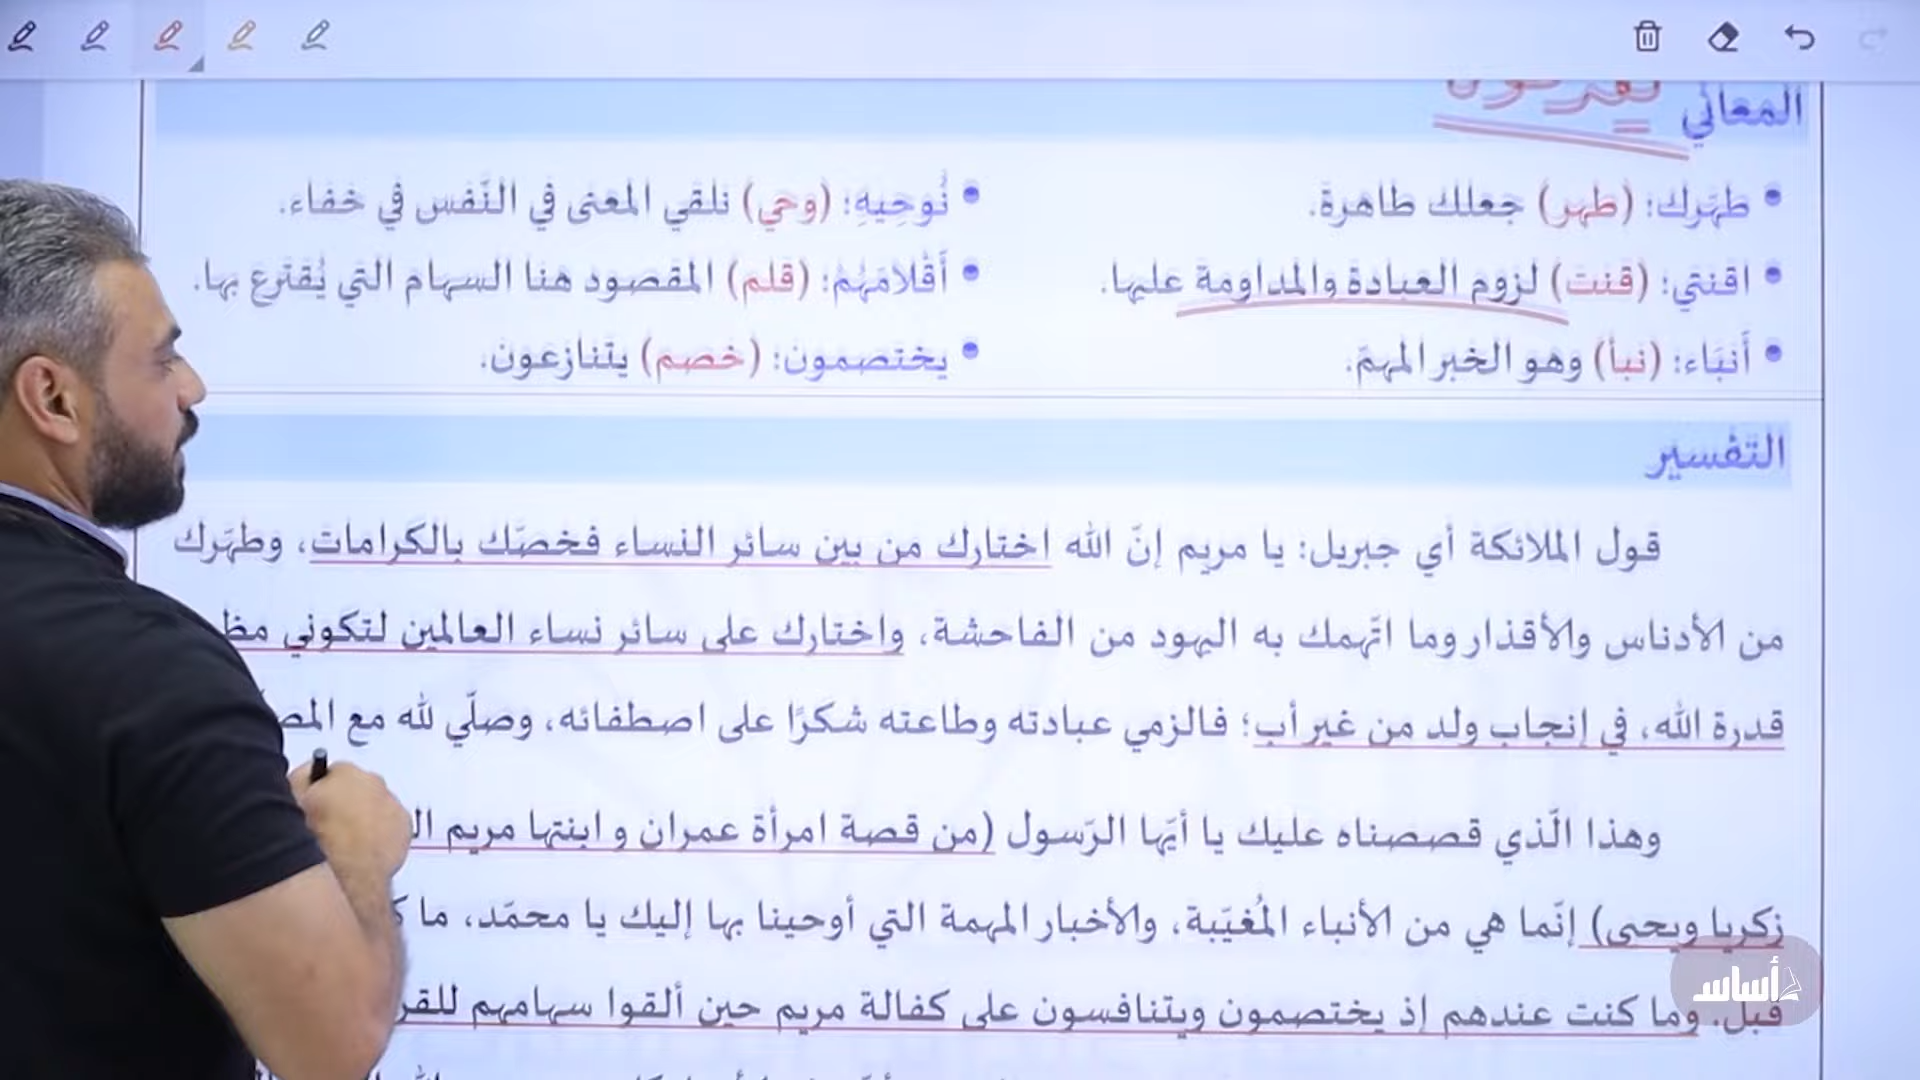 المعاني
• طهّرك: (طهر) جعلك طاهرة.
• نُوحِيهِ: (وحي) نلقي المعنى في النّفس في خفاء.
• اقنتي: (قنت) لزوم العبادة والمداومة عليها.
• أَقْلَامَهُمْ: (قلم) المقصود هنا السهام التي يُقترع بها.
• أَنبَاء: (نبأ) وهو الخبر المهمّ.
• يختصمون: (خصم) يتنازعون.
التفسير
قول الملائكة أي جبريل: يا مريم إنّ الله اختارك من بين سائر النساء فخصّك بالكرامات، وطهّرك
من الأدناس والأقذار وما اتّهمك به اليهود من الفاحشة، واختارك على سائر نساء العالمين لتكوني
قدرة الله، في إنجاب ولد من غير أب؛ فالزمي عبادته وطاعته شكرًا على اصطفائه، وصلّي لله مع
وهذا الّذي قصصناه عليك يا أيّها الرّسول (من قصة امرأة عمران و ابنتها مريم
زكريا ويحيى) إنّما هي من الأنباء المُغيّبة، والأخبار المهمة التي أوحينا بها إليك يا محمّد، ما
قبل. وما كنت عندهم إذ يختصمون ويتنافسون على كفالة مريم حين ألقوا سهامهم
أساس